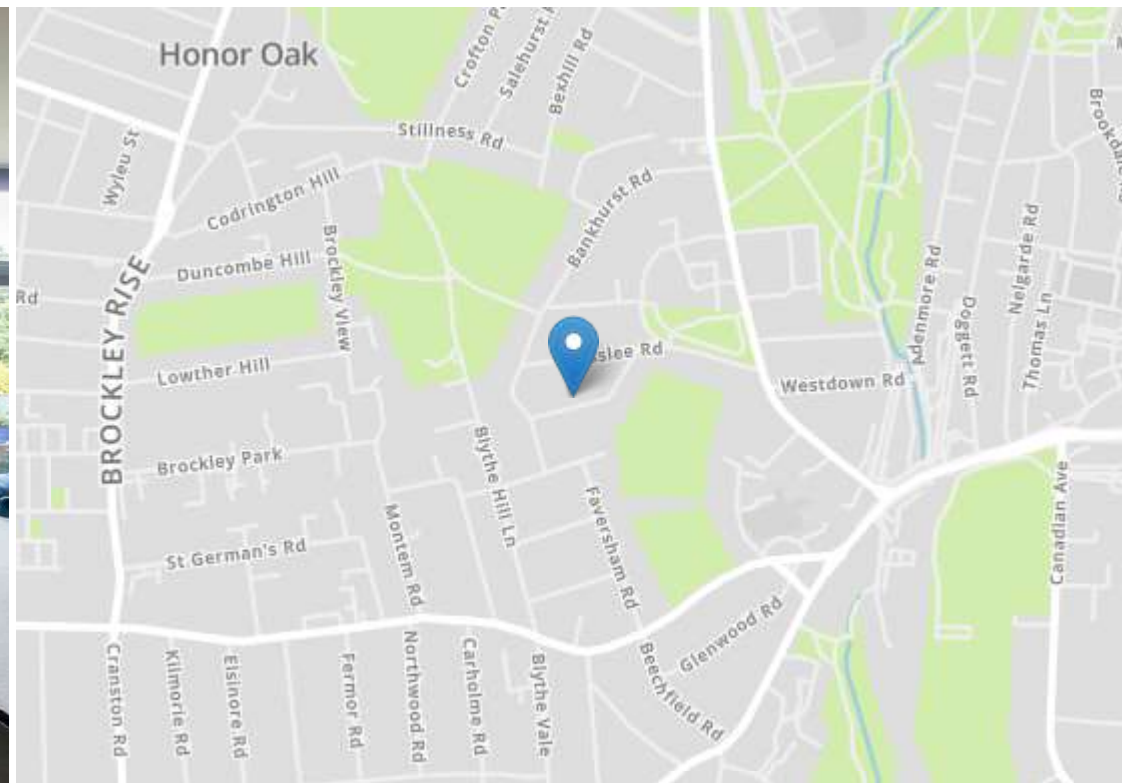 Honor Oak
Crofton P
Salehurst
Bexhill Rd
Stillness Rd
Wyleu St
Codrington Hill
Bankhurst Rd
Brookda
Brockley View
Duncombe Hill
Rd
BROCKLEY RISE
Nelgarde Rd
Adenmore Rd
Doggett Rd
Thomas Ln
slee Rd
Lowther Hill
Westdown Rd
Brockley Park
Blythe Hill Ln
Canadian Ave
Faversham Rd
Montem Rd
St German's Rd
Glenwood Rd
Cranston Rd
Kilmorie Rd
Elsinore Rd
Fermor Rd
Northwood Rd
Carholme Rd
Blythe Vale
Beechfield Rd